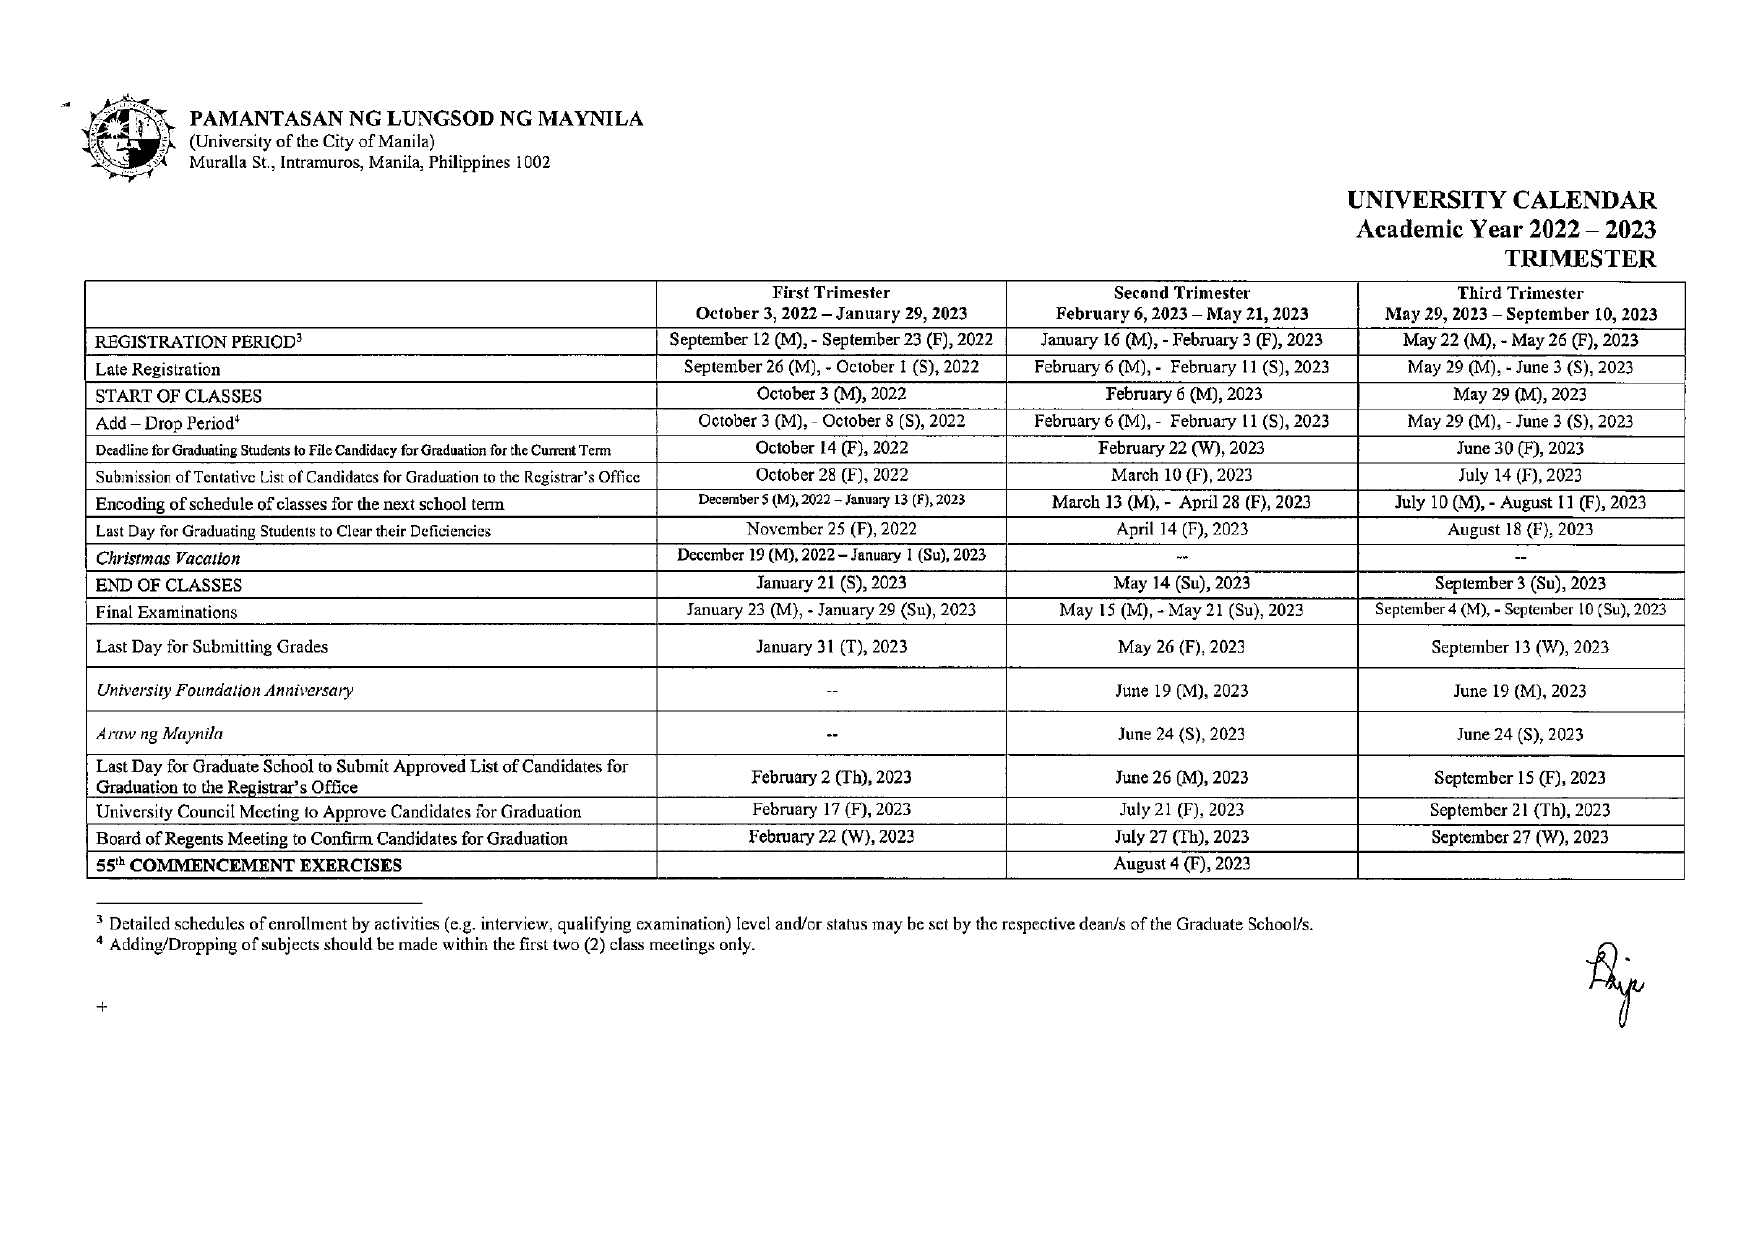 PAMANTASAN NG LUNGSOD NG MAYNILA
(University of the City of Manila)
Muralla St., Intramuros, Manila, Philippines 1002
UNIVERSITY CALENDAR
Academic Year 2022 – 2023
TRIMESTER
First Trimester Second Trimester Third Trimester
October 3, 2022 – January 29, 2023 February 6, 2023 – May 21, 2023 May 29, 2023 – September 10, 2023
REGISTRATION PERIOD³ September 12 (M), - September 23 (F), 2022 January 16 (M), - February 3 (F), 2023 May 22 (M), - May 26 (F), 2023
Late Registration September 26 (M), - October 1 (S), 2022 February 6 (M), - February 11 (S), 2023 May 29 (M), - June 3 (S), 2023
START OF CLASSES October 3 (M), 2022 February 6 (M), 2023 May 29 (M), 2023
Add – Drop Period⁴ October 3 (M), - October 8 (S), 2022 February 6 (M), - February 11 (S), 2023 May 29 (M), - June 3 (S), 2023
Deadline for Graduating Students to File Candidacy for Graduation for the Current Term October 14 (F), 2022 February 22 (W), 2023 June 30 (F), 2023
Submission of Tentative List of Candidates for Graduation to the Registrar's Office October 28 (F), 2022 March 10 (F), 2023 July 14 (F), 2023
Encoding of schedule of classes for the next school term December 5 (M), 2022 – January 13 (F), 2023 March 13 (M), - April 28 (F), 2023 July 10 (M), - August 11 (F), 2023
Last Day for Graduating Students to Clear their Deficiencies November 25 (F), 2022 April 14 (F), 2023 August 18 (F), 2023
Christmas Vacation December 19 (M), 2022 – January 1 (Su), 2023 -- --
END OF CLASSES January 21 (S), 2023 May 14 (Su), 2023 September 3 (Su), 2023
Final Examinations January 23 (M), - January 29 (Su), 2023 May 15 (M), - May 21 (Su), 2023 September 4 (M), - September 10 (Su), 2023
Last Day for Submitting Grades January 31 (T), 2023 May 26 (F), 2023 September 13 (W), 2023
University Foundation Anniversary -- June 19 (M), 2023 June 19 (M), 2023
Araw ng Maynila -- June 24 (S), 2023 June 24 (S), 2023
Last Day for Graduate School to Submit Approved List of Candidates for
Graduation to the Registrar's Office February 2 (Th), 2023 June 26 (M), 2023 September 15 (F), 2023
University Council Meeting to Approve Candidates for Graduation February 17 (F), 2023 July 21 (F), 2023 September 21 (Th), 2023
Board of Regents Meeting to Confirm Candidates for Graduation February 22 (W), 2023 July 27 (Th), 2023 September 27 (W), 2023
55th COMMENCEMENT EXERCISES August 4 (F), 2023
³ Detailed schedules of enrollment by activities (e.g. interview, qualifying examination) level and/or status may be set by the respective dean/s of the Graduate School/s.
⁴ Adding/Dropping of subjects should be made within the first two (2) class meetings only.
+